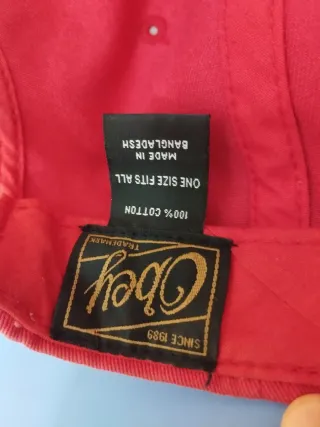 SINCE 1989
Obey
TRADEMARK
100% COTTON
ONE SIZE FITS ALL
MADE IN
BANGLADESH